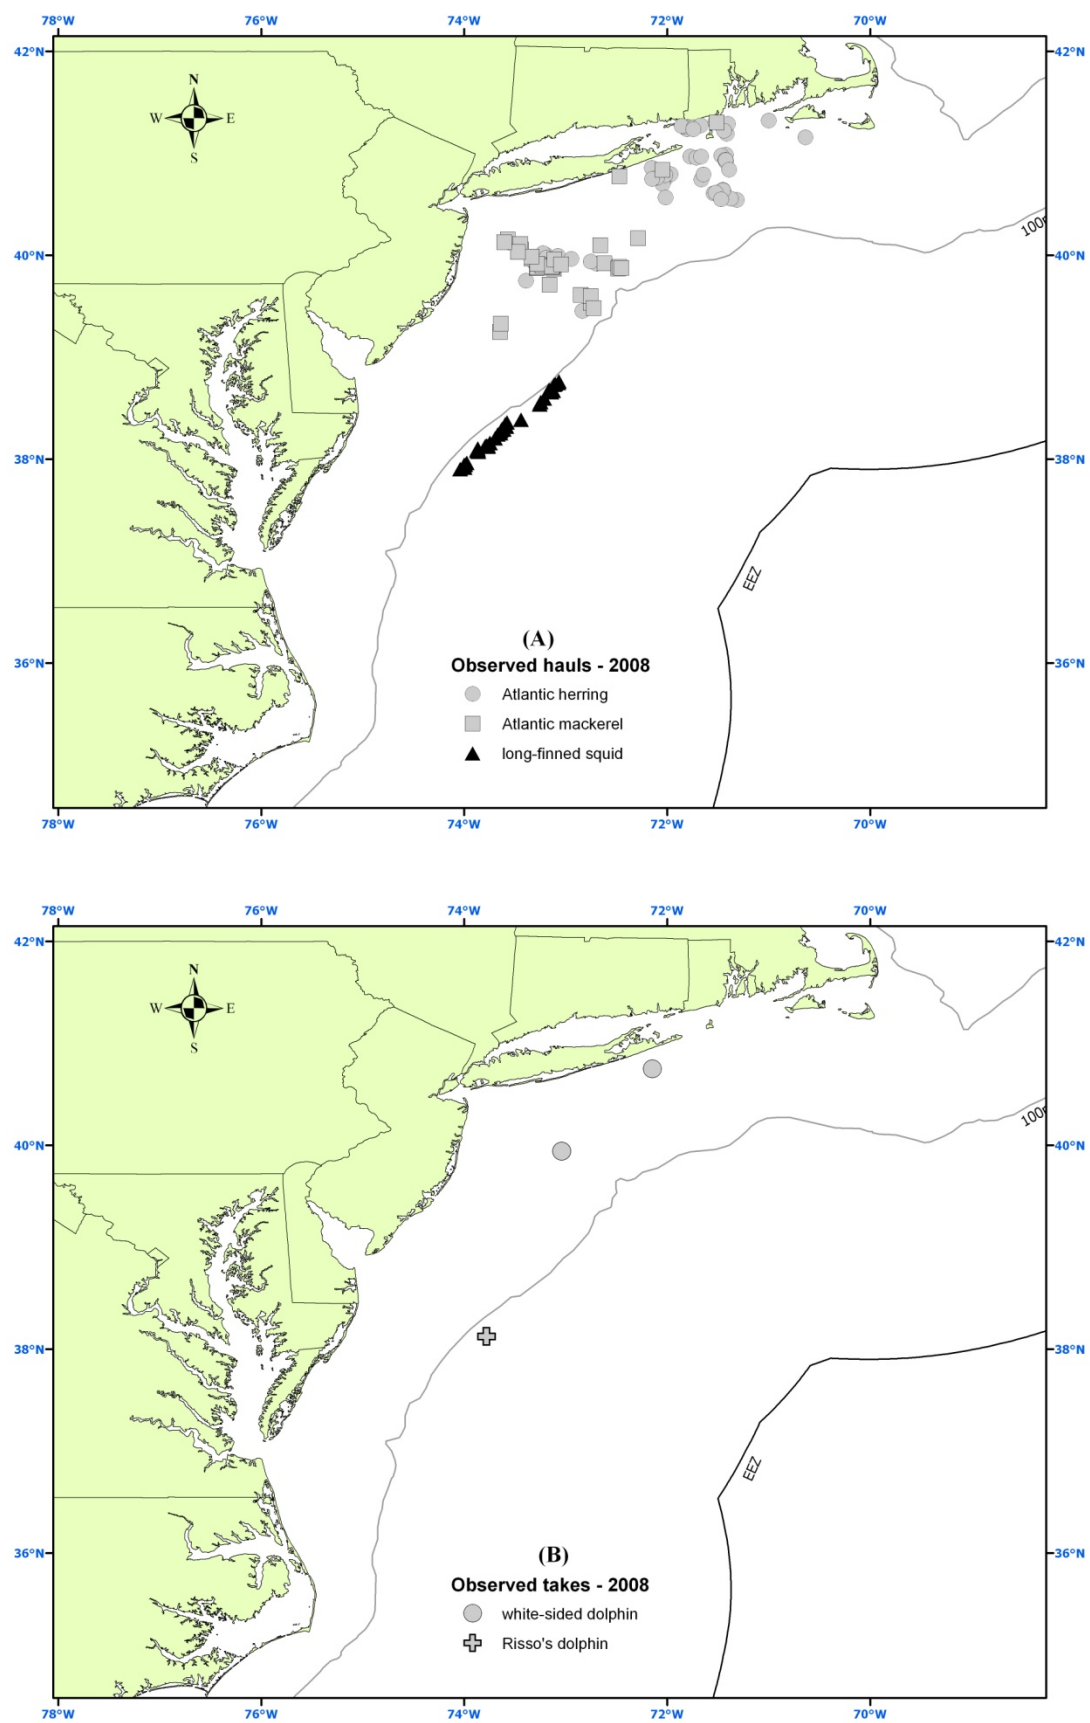 78°W 76°W 74°W 72°W 70°W
42°N 42°N
N
W E
S
100m
40°N 40°N
38°N 38°N
EEZ
(A)
Observed hauls - 2008
36°N 36°N
Atlantic herring
Atlantic mackerel
long-finned squid
78°W 76°W 74°W 72°W 70°W
78°W 76°W 74°W 72°W 70°W
42°N 42°N
N
W E
S
100m
40°N 40°N
38°N 38°N
EEZ
36°N 36°N
(B)
Observed takes - 2008
white-sided dolphin
Risso's dolphin
78°W 76°W 74°W 72°W 70°W